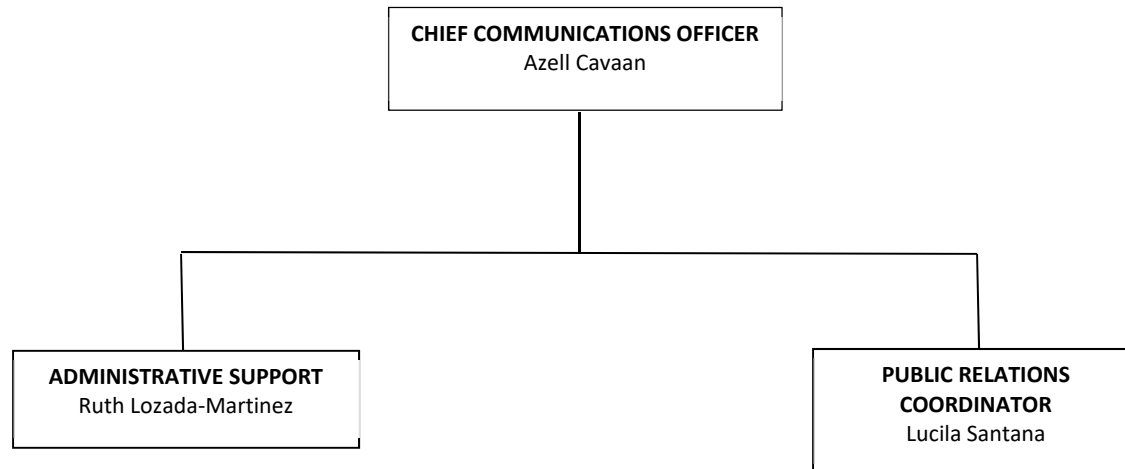 CHIEF COMMUNICATIONS OFFICER
Azell Cavaan
ADMINISTRATIVE SUPPORT
Ruth Lozada-Martinez
PUBLIC RELATIONS
COORDINATOR
Lucila Santana